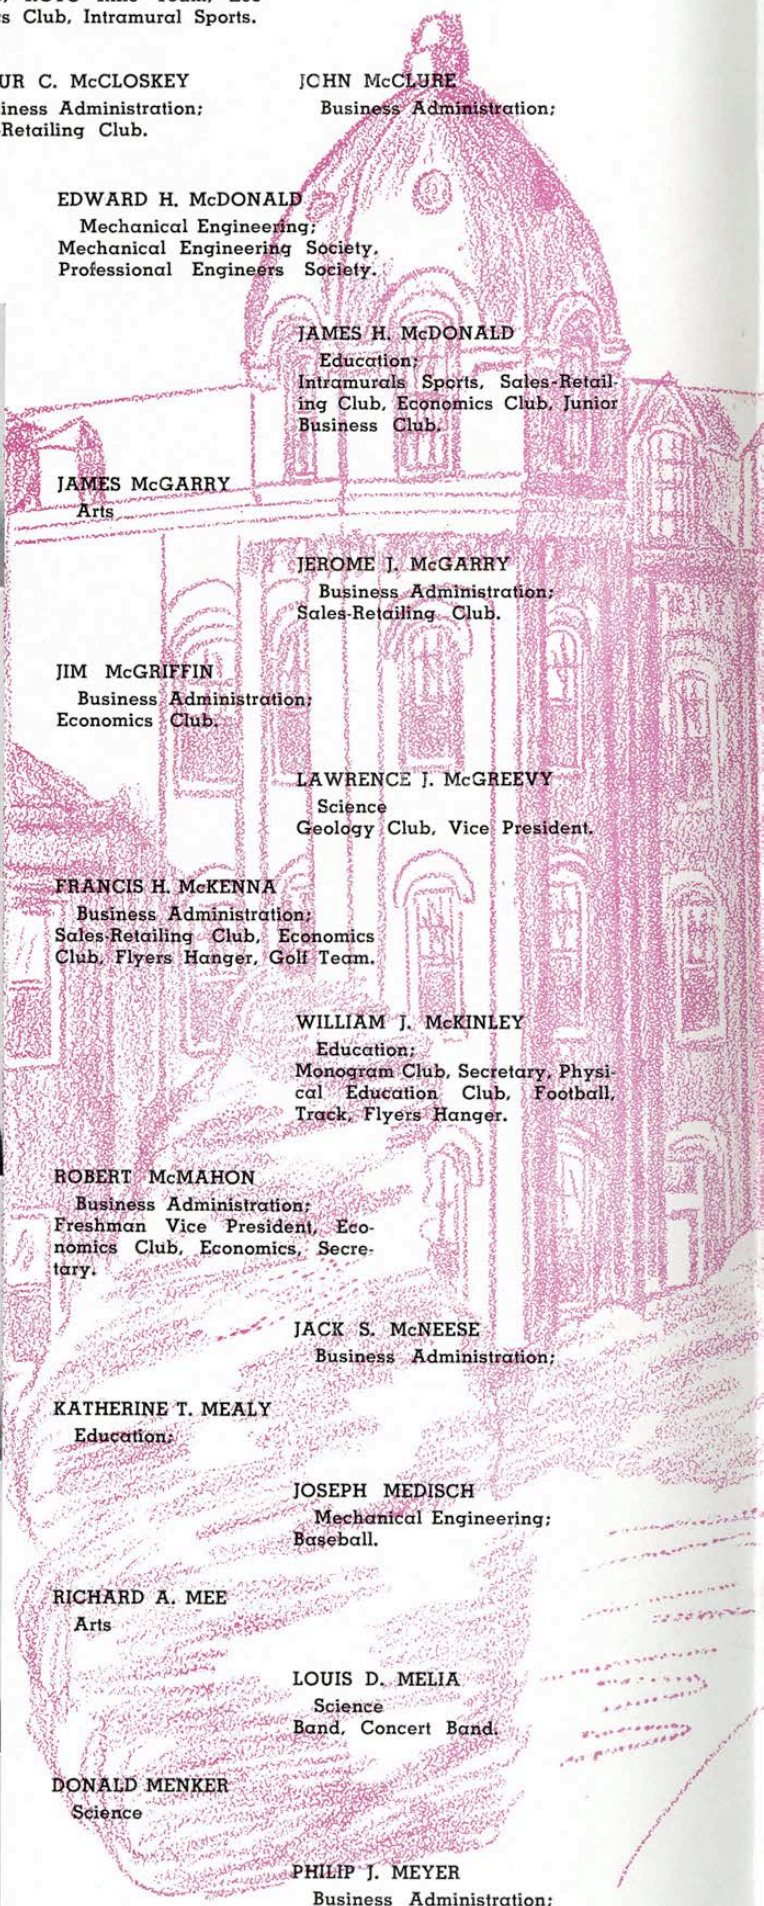 s Club, Intramural Sports.
UR C. McCLOSKEY
iness Administration;
-Retailing Club.
JOHN McCLURE
Business Administration;
EDWARD H. McDONALD
Mechanical Engineering;
Mechanical Engineering Society,
Professional Engineers Society.
JAMES H. McDONALD
Education;
Intramurals Sports, Sales-Retail-
ing Club, Economics Club, Junior
Business Club.
JAMES McGARRY
Arts
JEROME J. McGARRY
Business Administration;
Sales-Retailing Club.
JIM McGRIFFIN
Business Administration;
Economics Club.
LAWRENCE J. McGREEVY
Science
Geology Club, Vice President.
FRANCIS H. McKENNA
Business Administration;
Sales-Retailing Club, Economics
Club, Flyers Hanger, Golf Team.
WILLIAM J. McKINLEY
Education;
Monogram Club, Secretary, Physi-
cal Education Club, Football,
Track, Flyers Hanger.
ROBERT McMAHON
Business Administration;
Freshman Vice President, Eco-
nomics Club, Economics, Secre-
tary.
JACK S. McNEESE
Business Administration;
KATHERINE T. MEALY
Education;
JOSEPH MEDISCH
Mechanical Engineering;
Baseball.
RICHARD A. MEE
Arts
LOUIS D. MELIA
Science
Band, Concert Band.
DONALD MENKER
Science
PHILIP J. MEYER
Business Administration;